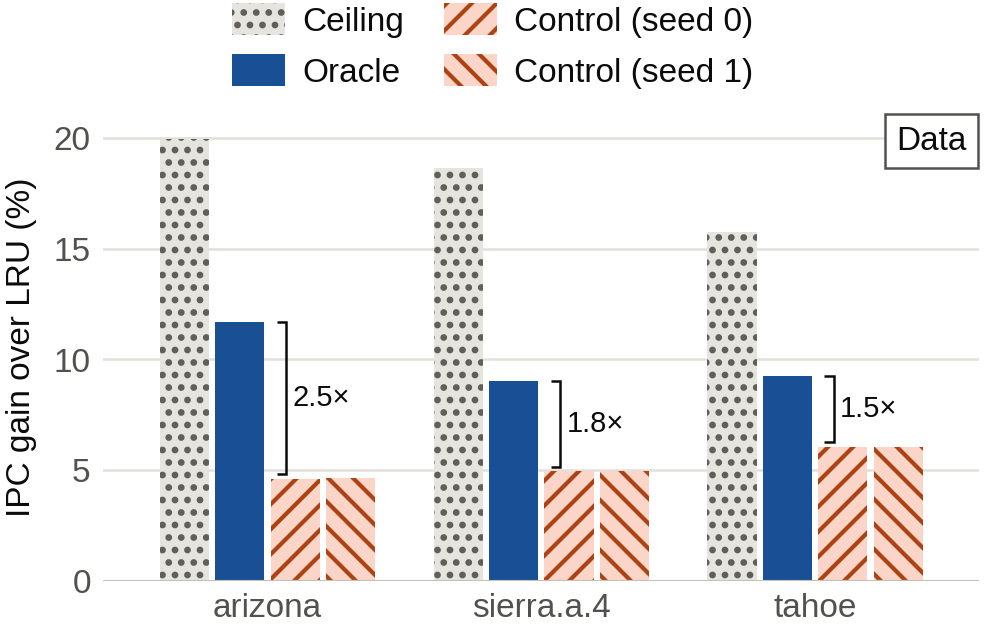 Ceiling
Control (seed 0)
Oracle
Control (seed 1)
Data
IPC gain over LRU (%)
20
15
10
5
0
2.5×
1.8×
1.5×
arizona
sierra.a.4
tahoe